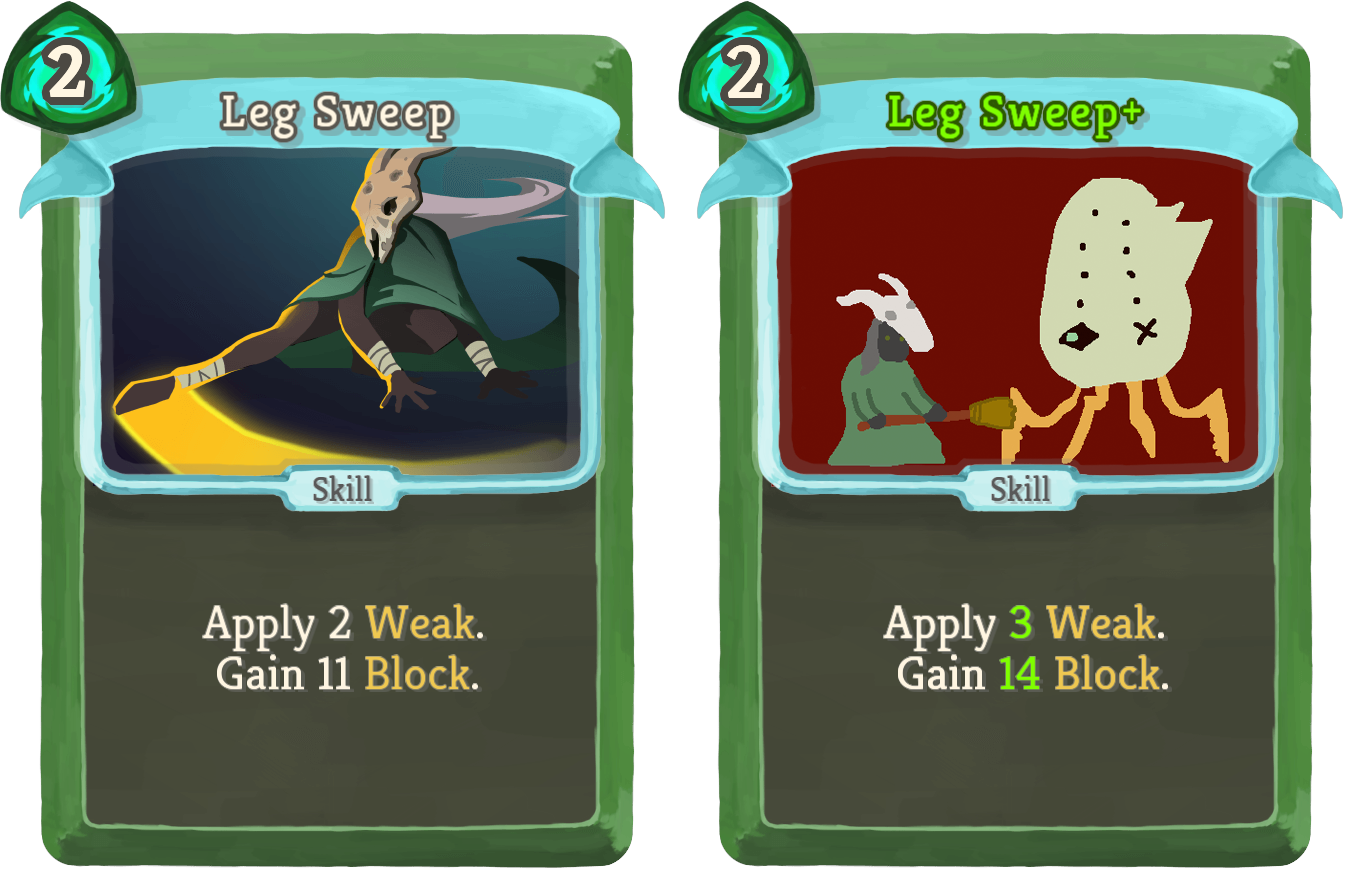 2
Leg Sweep
Skill
Apply 2 Weak.
Gain 11 Block.
2
Leg Sweep+
Skill
Apply 3 Weak.
Gain 14 Block.